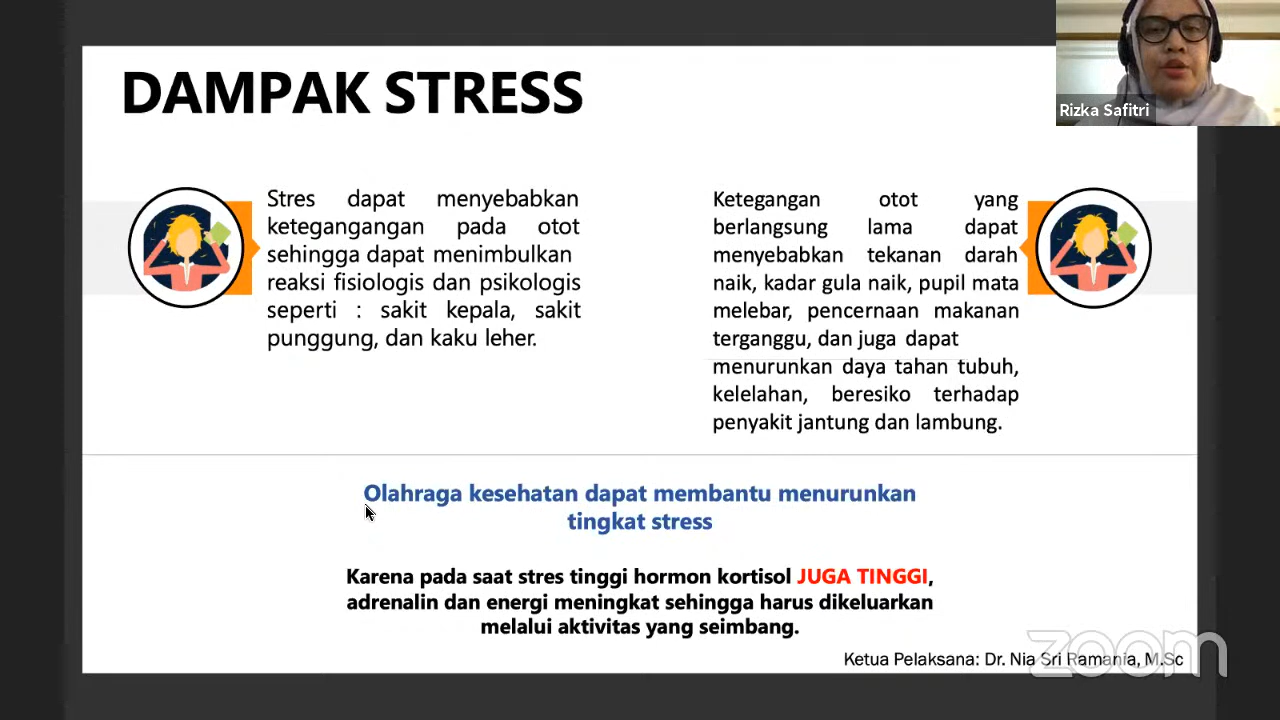 DAMPAK STRESS
Rizka Safitri
Stres dapat menyebabkan
ketegangangan pada otot
sehingga dapat menimbulkan
reaksi fisiologis dan psikologis
seperti : sakit kepala, sakit
punggung, dan kaku leher.
Ketegangan otot yang
berlangsung lama dapat
menyebabkan tekanan darah
naik, kadar gula naik, pupil mata
melebar, pencernaan makanan
terganggu, dan juga dapat
menurunkan daya tahan tubuh,
kelelahan, beresiko terhadap
penyakit jantung dan lambung.
Olahraga kesehatan dapat membantu menurunkan
tingkat stress
Karena pada saat stres tinggi hormon kortisol JUGA TINGGI,
adrenalin dan energi meningkat sehingga harus dikeluarkan
melalui aktivitas yang seimbang.
Ketua Pelaksana: Dr. Nia Sri Ramania, M.Sc
zoom